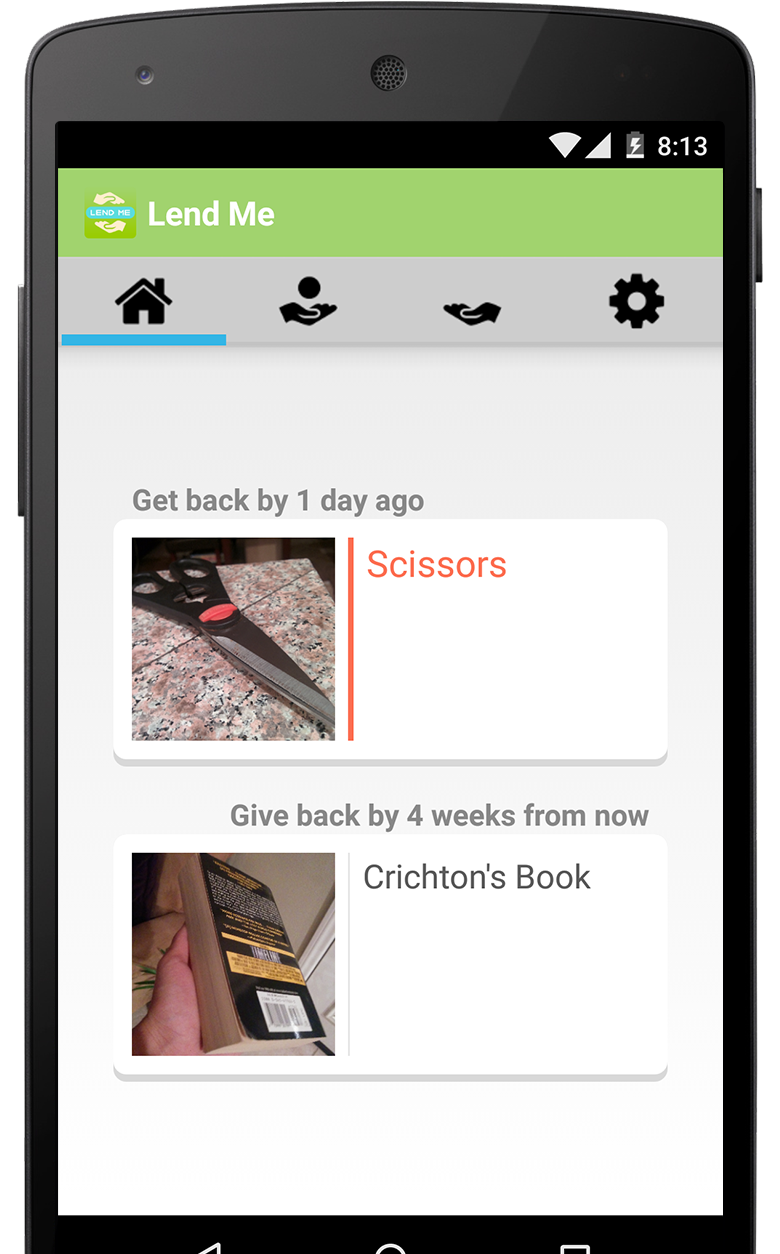 8:13
LEND ME
Lend Me
Get back by 1 day ago
Scissors
Give back by 4 weeks from now
Crichton's Book